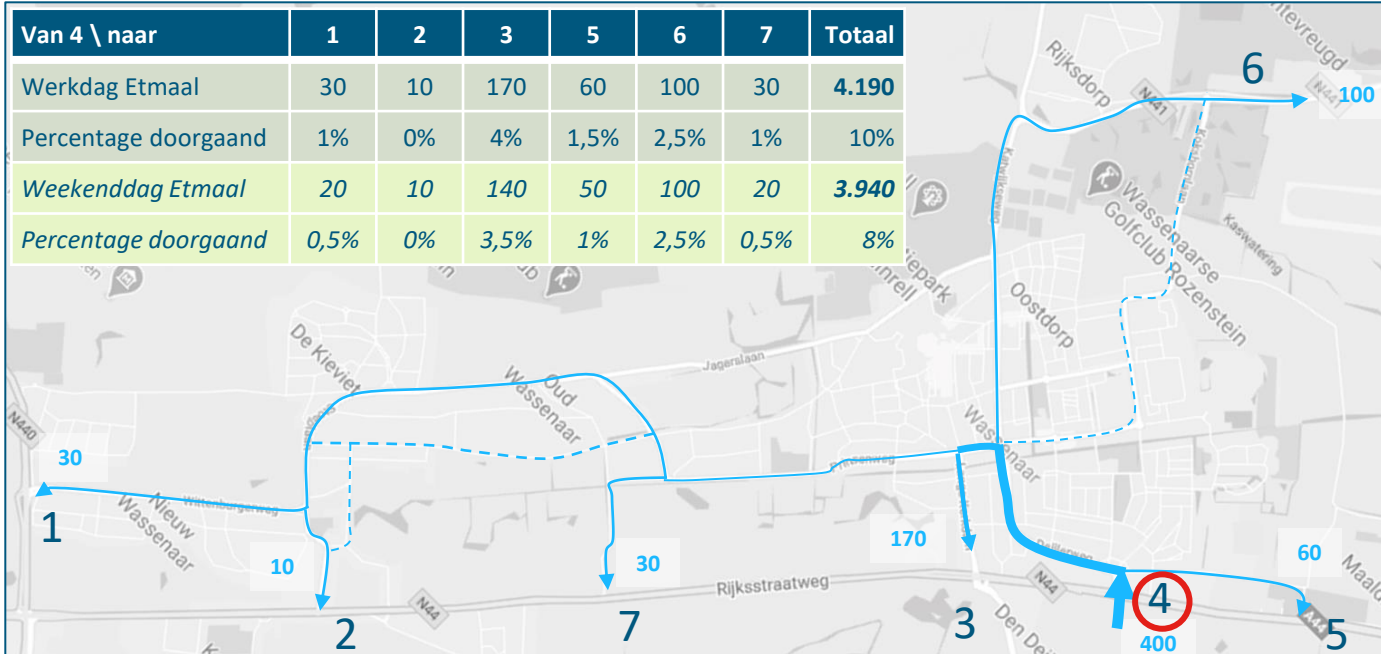 Van 4 \ naar 1 2 3 5 6 7 Totaal
Werkdag Etmaal 30 10 170 60 100 30 4.190
Percentage doorgaand 1% 0% 4% 1,5% 2,5% 1% 10%
Weekenddag Etmaal 20 10 140 50 100 20 3.940
Percentage doorgaand 0,5% 0% 3,5% 1% 2,5% 0,5% 8%
Rijksdorp
6
N441
100
N441
Katwijkseweg
Wassenaarse
Golfclub Rozenstein
Kaswatering
Oostdorp
De Kieviet
Jagerslaan
Oud
Wassenaar
Wassenaar
N440
30
Wittenburgerweg
1
Nieuw
Wassenaar
10
2
N44
30
7
Rijksstraatweg
170
3
N44
Den
4
400
60
A44
5